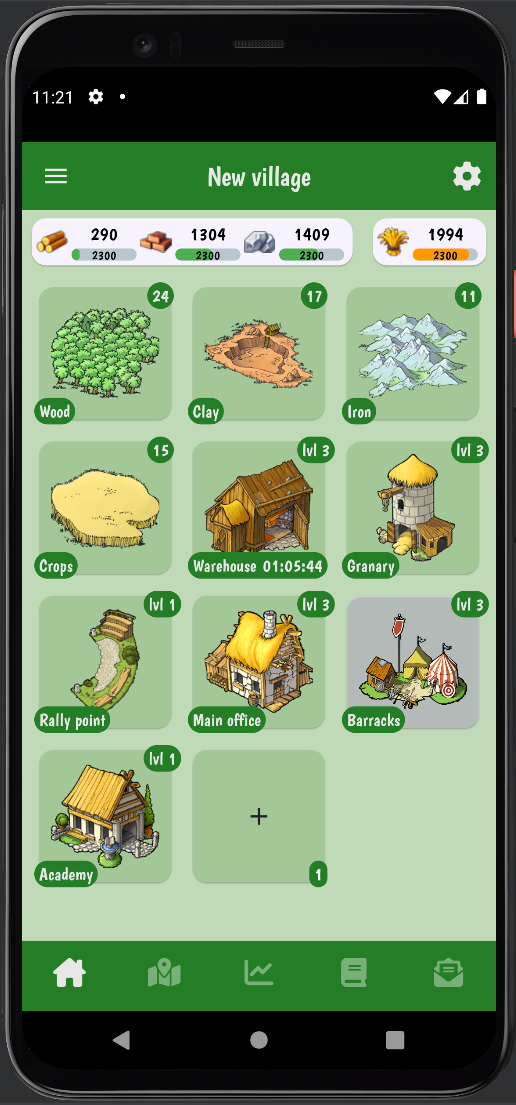 11:21
New village
290
2300
1304
2300
1409
2300
1994
2300
24
17
11
Wood
Clay
Iron
15
lvl 3
lvl 3
Crops
Warehouse 01:05:44
Granary
lvl 1
lvl 3
lvl 3
Rally point
Main office
Barracks
lvl 1
+
Academy
1